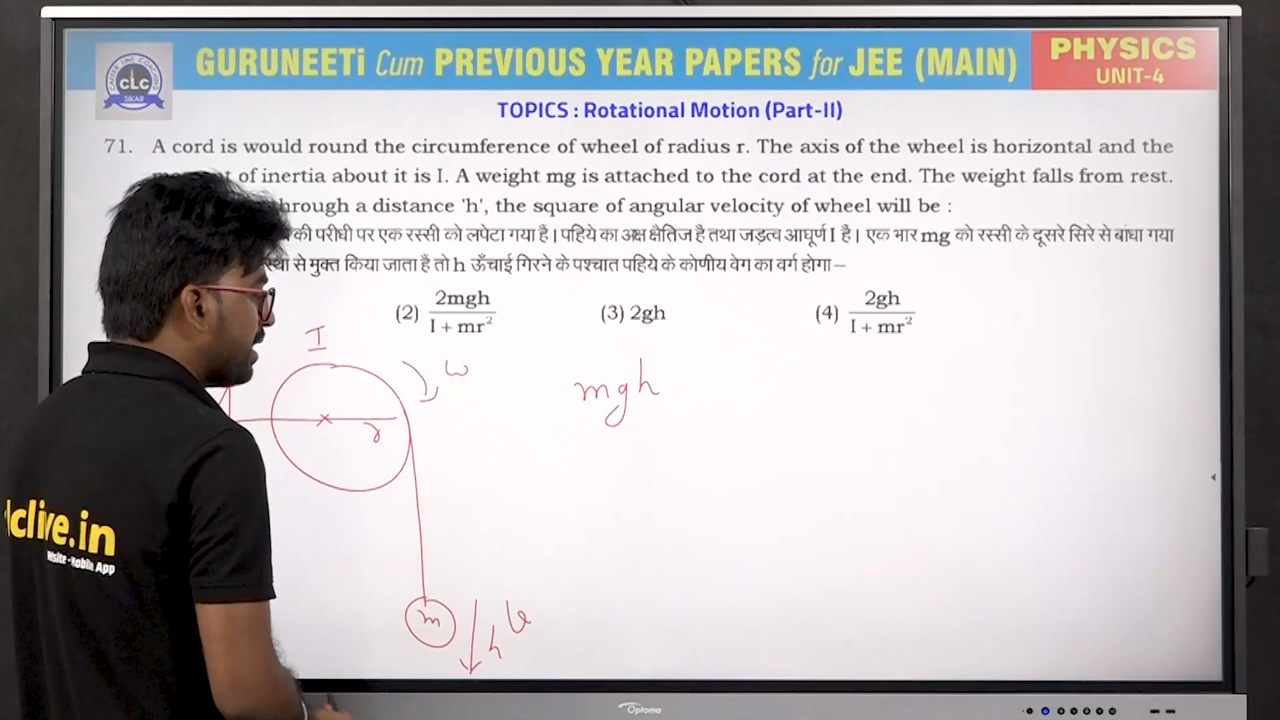 GURUNEETi Cum PREVIOUS YEAR PAPERS for JEE (MAIN)
PHYSICS
UNIT-4
CLC
SIKAR
TOPICS : Rotational Motion (Part-II)
71. A cord is would round the circumference of wheel of radius r. The axis of the wheel is horizontal and the
of inertia about it is I. A weight mg is attached to the cord at the end. The weight falls from rest.
through a distance 'h', the square of angular velocity of wheel will be :
की परीधी पर एक रस्सी को लपेटा गया है। पहिये का अक्ष क्षैतिज है तथा जड़त्व आघूर्ण I है। एक भार mg को रस्सी के दूसरे सिरे से बांधा गया
से मुक्त किया जाता है तो h ऊँचाई गिरने के पश्चात पहिये के कोणीय वेग का वर्ग होगा –
(2) 2mgh / I + mr² (3) 2gh (4) 2gh / I + mr²
I
ω
mgh
r
m
h
clive.in
Mobile App
Optoma